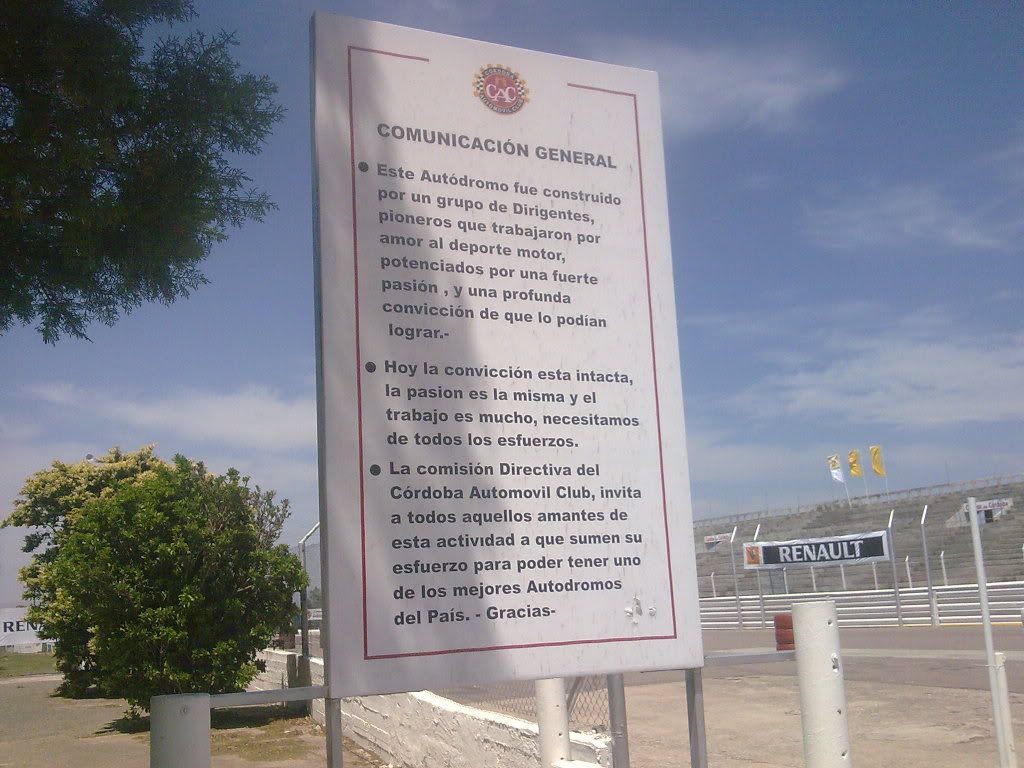 CAC
COMUNICACIÓN GENERAL
● Este Autódromo fue construido
por un grupo de Dirigentes,
pioneros que trabajaron por
amor al deporte motor,
potenciados por una fuerte
pasión , y una profunda
convicción de que lo podían
lograr.-
● Hoy la convicción esta intacta,
la pasion es la misma y el
trabajo es mucho, necesitamos
de todos los esfuerzos.
● La comisión Directiva del
Córdoba Automovil Club, invita
a todos aquellos amantes de
esta actividad a que sumen su
esfuerzo para poder tener uno
de los mejores Autodromos
del País. - Gracias-
RENAULT
REN